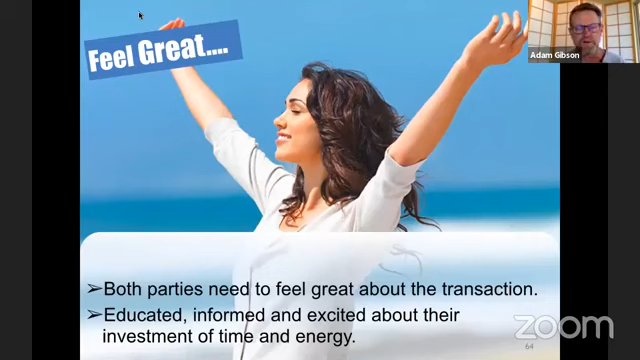 Feel Great....
Adam Gibson
➢Both parties need to feel great about the transaction.
➢Educated, informed and excited about their
investment of time and energy.
zoom
64